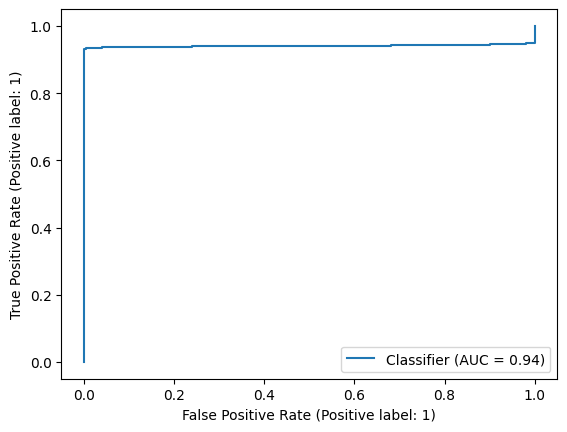 1.0
0.8
0.6
0.4
0.2
0.0
True Positive Rate (Positive label: 1)
Classifier (AUC = 0.94)
0.0 0.2 0.4 0.6 0.8 1.0
False Positive Rate (Positive label: 1)